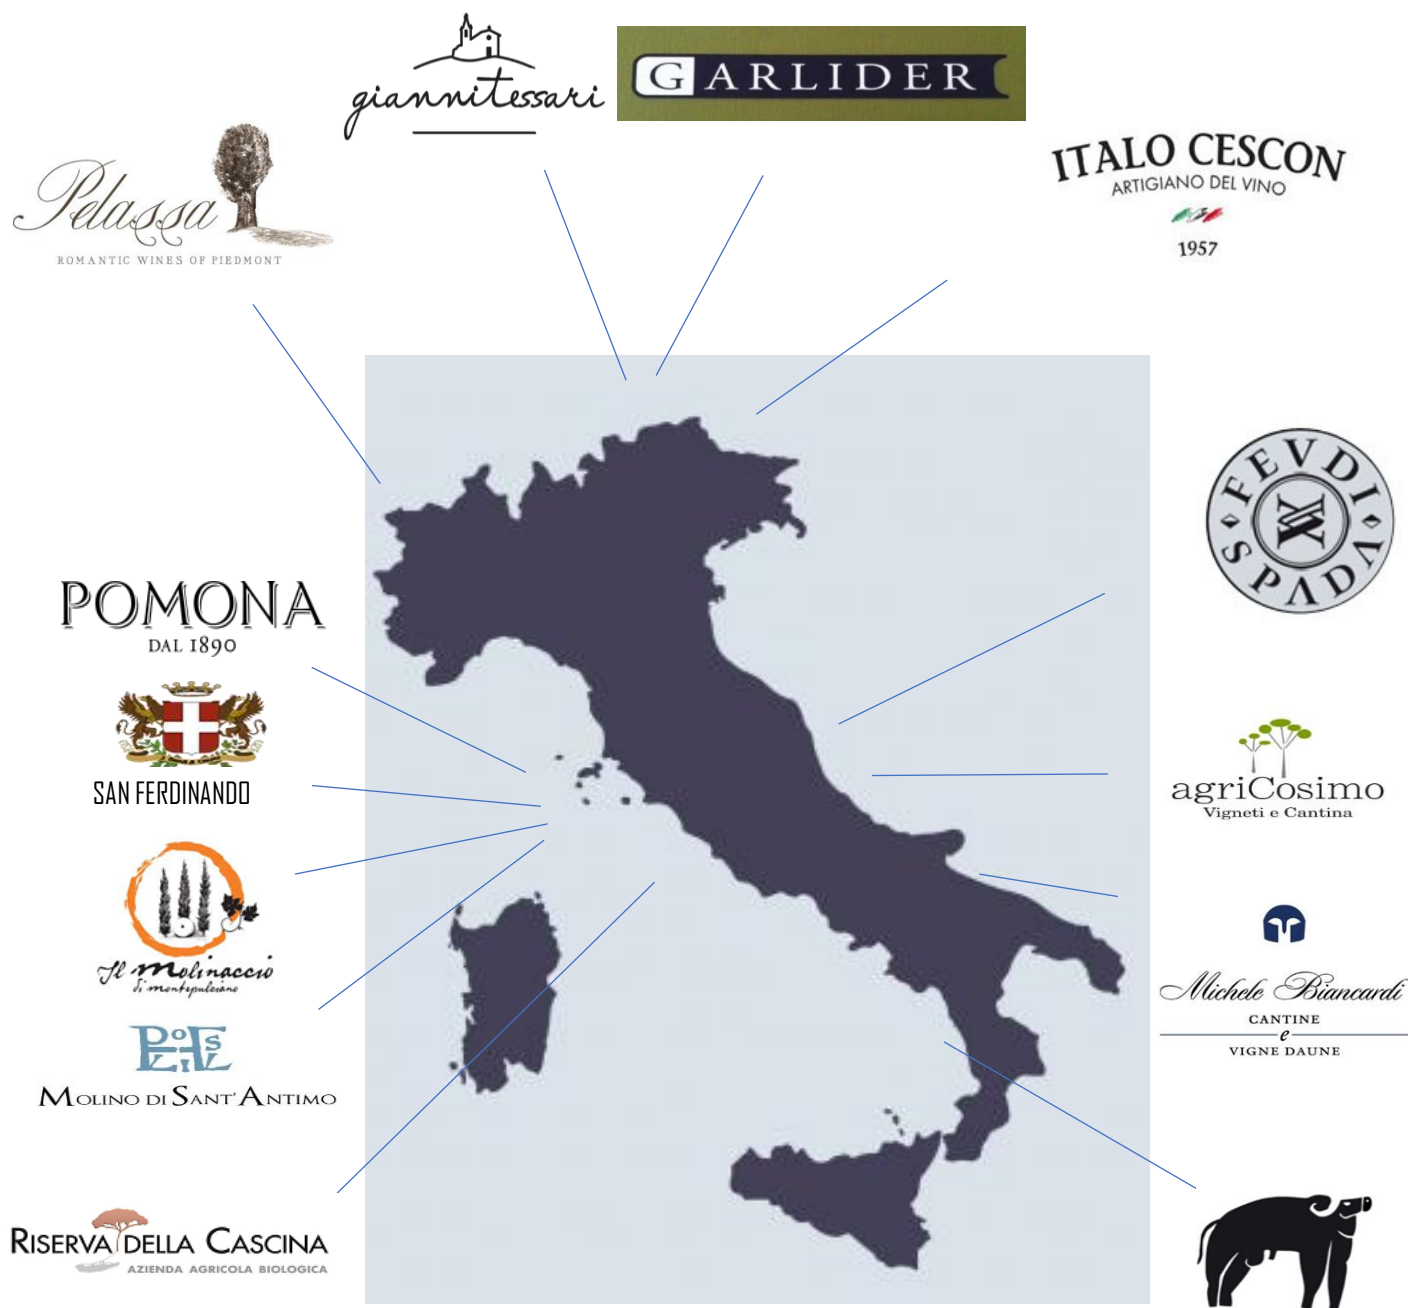 giannitessari
GARLIDER
Pelassa
ROMANTIC WINES OF PIEDMONT
ITALO CESCON
ARTIGIANO DEL VINO
1957
FEVDI
SPADA
POMONA
DAL 1890
SAN FERDINANDO
agriCosimo
Vigneti e Cantina
Il molinaccio
di montepulciano
Michele Biancardi
CANTINE
e
VIGNE DAUNE
MOLINO DI SANT'ANTIMO
RISERVA DELLA CASCINA
AZIENDA AGRICOLA BIOLOGICA